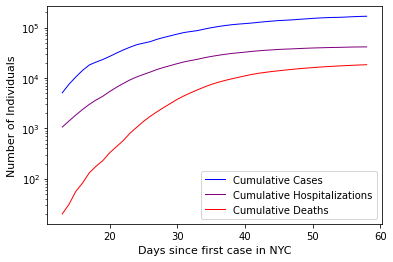 10⁵
10⁴
10³
10²
Number of Individuals
Cumulative Cases
Cumulative Hospitalizations
Cumulative Deaths
20 30 40 50 60
Days since first case in NYC